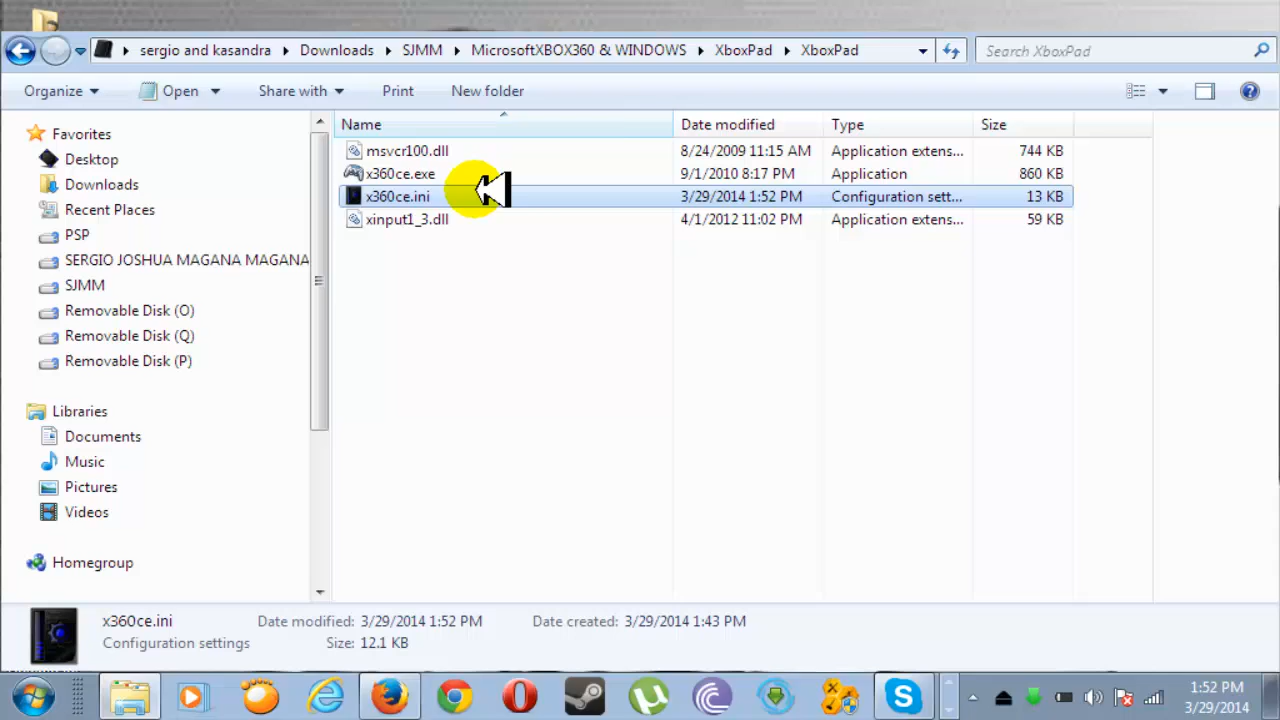 sergio and kasandra Downloads SJMM MicrosoftXBOX360 & WINDOWS XboxPad XboxPad Search XboxPad
Organize Open Share with Print New folder
Favorites
Desktop
Downloads
Recent Places
PSP
SERGIO JOSHUA MAGANA MAGANA
SJMM
Removable Disk (O)
Removable Disk (Q)
Removable Disk (P)
Libraries
Documents
Music
Pictures
Videos
Homegroup
Name Date modified Type Size
msvcr100.dll 8/24/2009 11:15 AM Application extens... 744 KB
x360ce.exe 9/1/2010 8:17 PM Application 860 KB
x360ce.ini 3/29/2014 1:52 PM Configuration sett... 13 KB
xinput1_3.dll 4/1/2012 11:02 PM Application extens... 59 KB
x360ce.ini Date modified: 3/29/2014 1:52 PM Date created: 3/29/2014 1:43 PM
Configuration settings Size: 12.1 KB
1:52 PM
3/29/2014